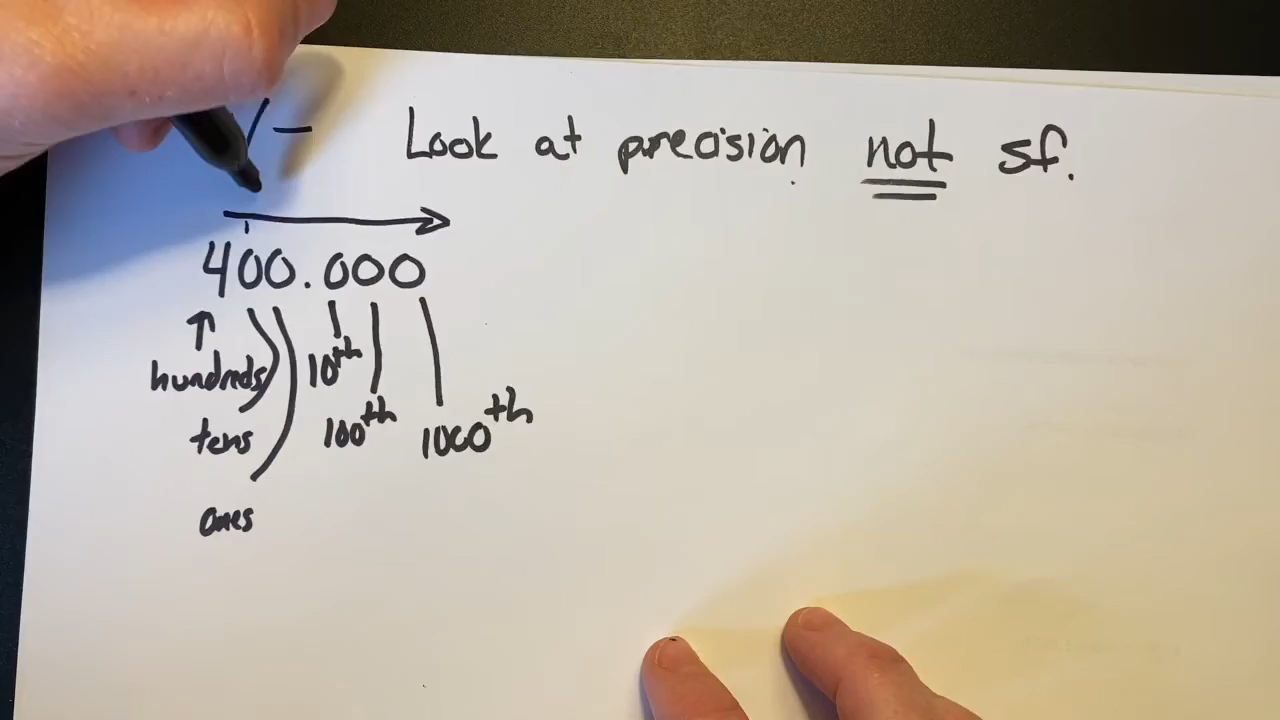 / - Look at precision not sf.
400.000
hundreds 10th
tens 100th 1000th
ones